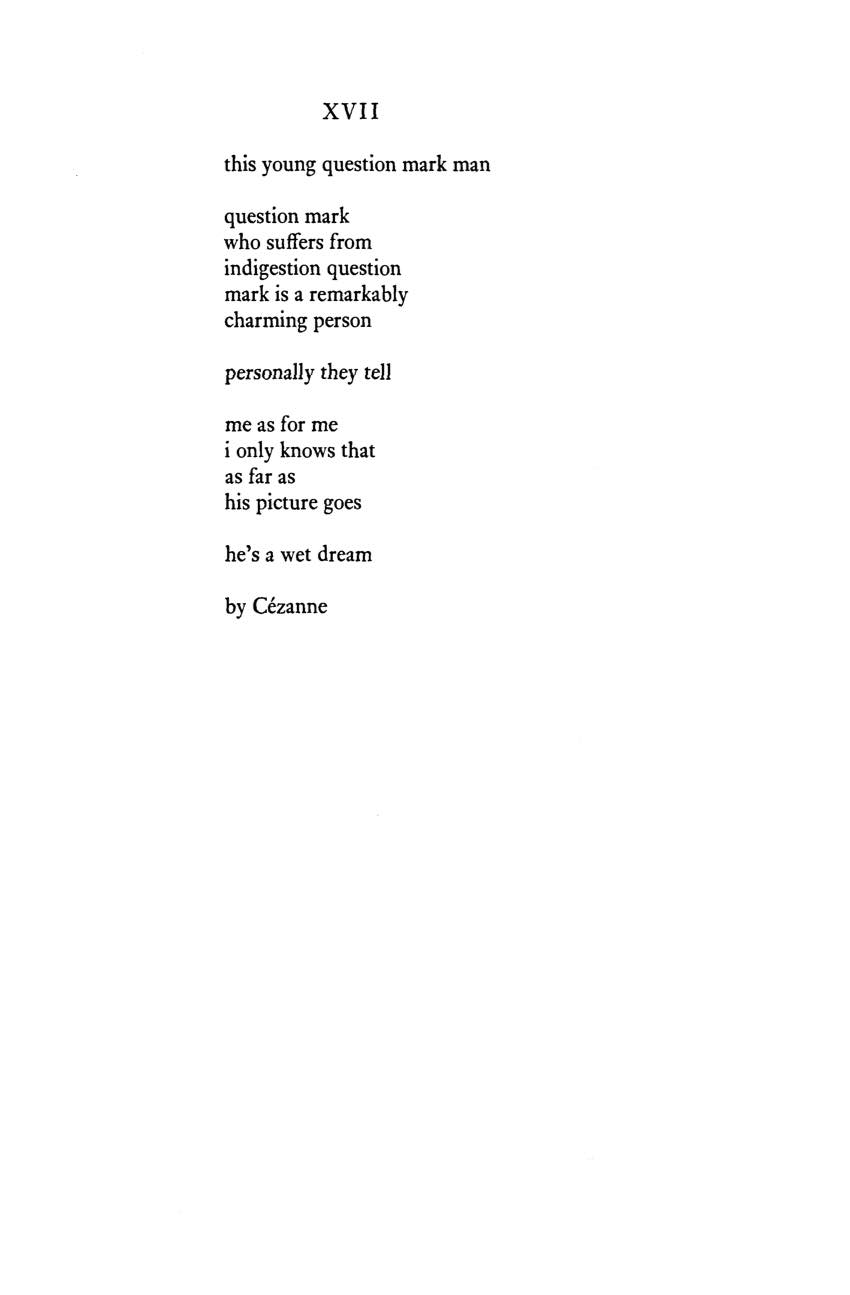 XVII
this young question mark man
question mark
who suffers from
indigestion question
mark is a remarkably
charming person
personally they tell
me as for me
i only knows that
as far as
his picture goes
he's a wet dream
by Cézanne